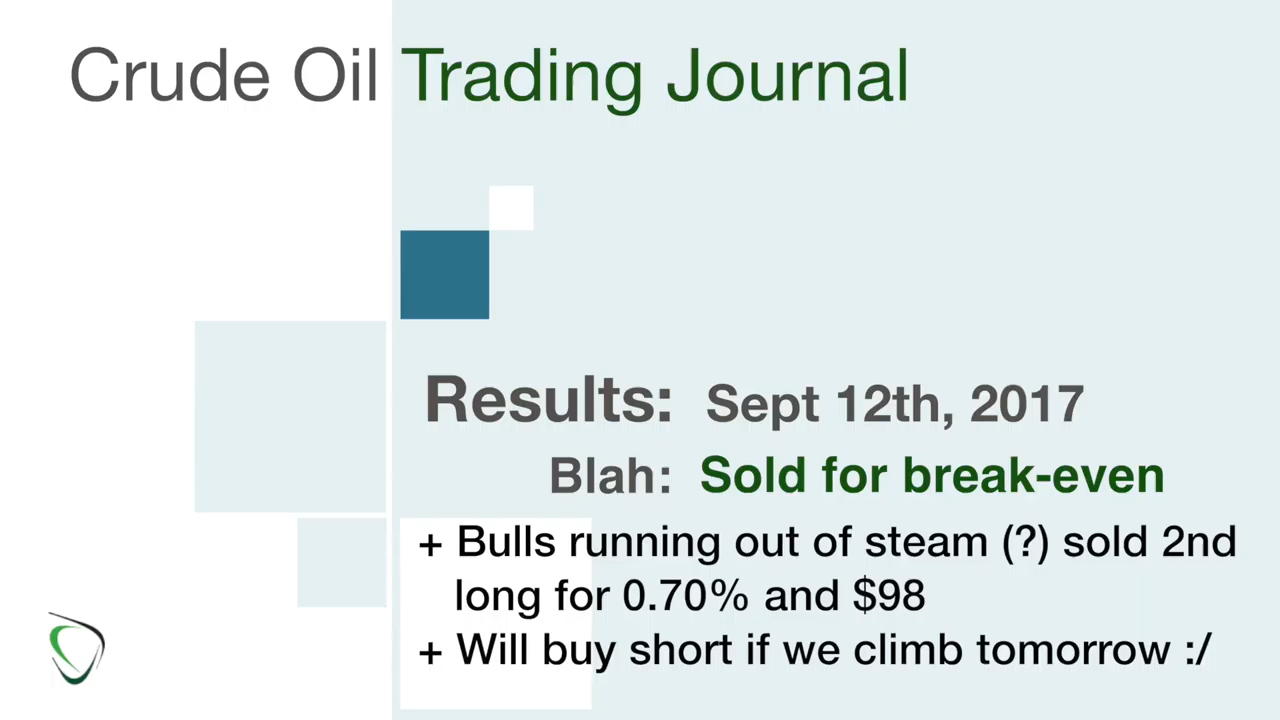 Crude Oil Trading Journal
Results: Sept 12th, 2017
Blah: Sold for break-even
+ Bulls running out of steam (?) sold 2nd
long for 0.70% and $98
+ Will buy short if we climb tomorrow :/